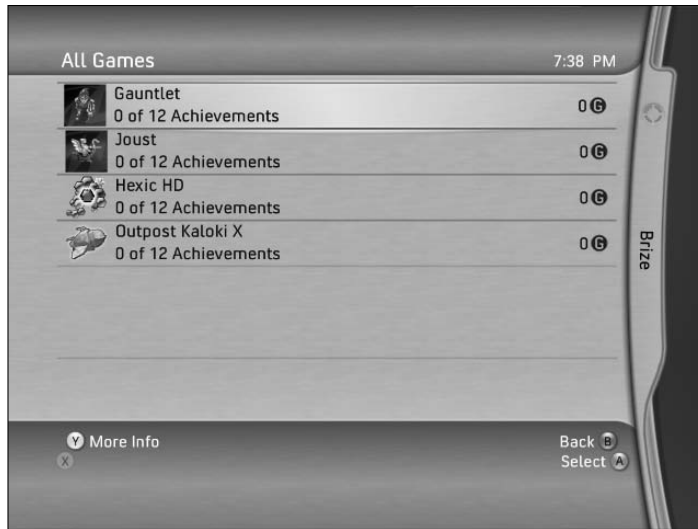 All Games 7:38 PM
Gauntlet
0 of 12 Achievements 0 G
Joust
0 of 12 Achievements 0 G
Hexic HD
0 of 12 Achievements 0 G
Outpost Kaloki X
0 of 12 Achievements 0 G
Brize
Y More Info Back B
X Select A